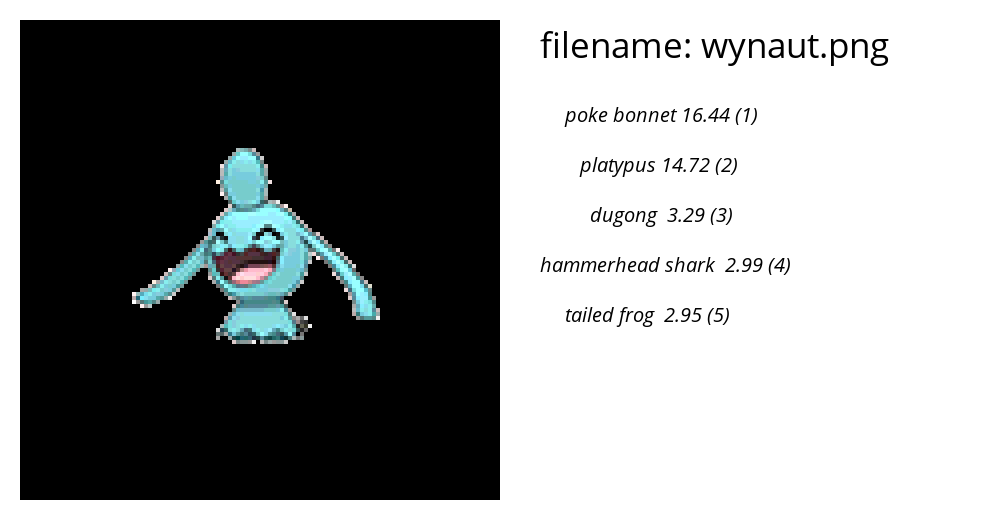 filename: wynaut.png
poke bonnet 16.44 (1)
platypus 14.72 (2)
dugong 3.29 (3)
hammerhead shark 2.99 (4)
tailed frog 2.95 (5)